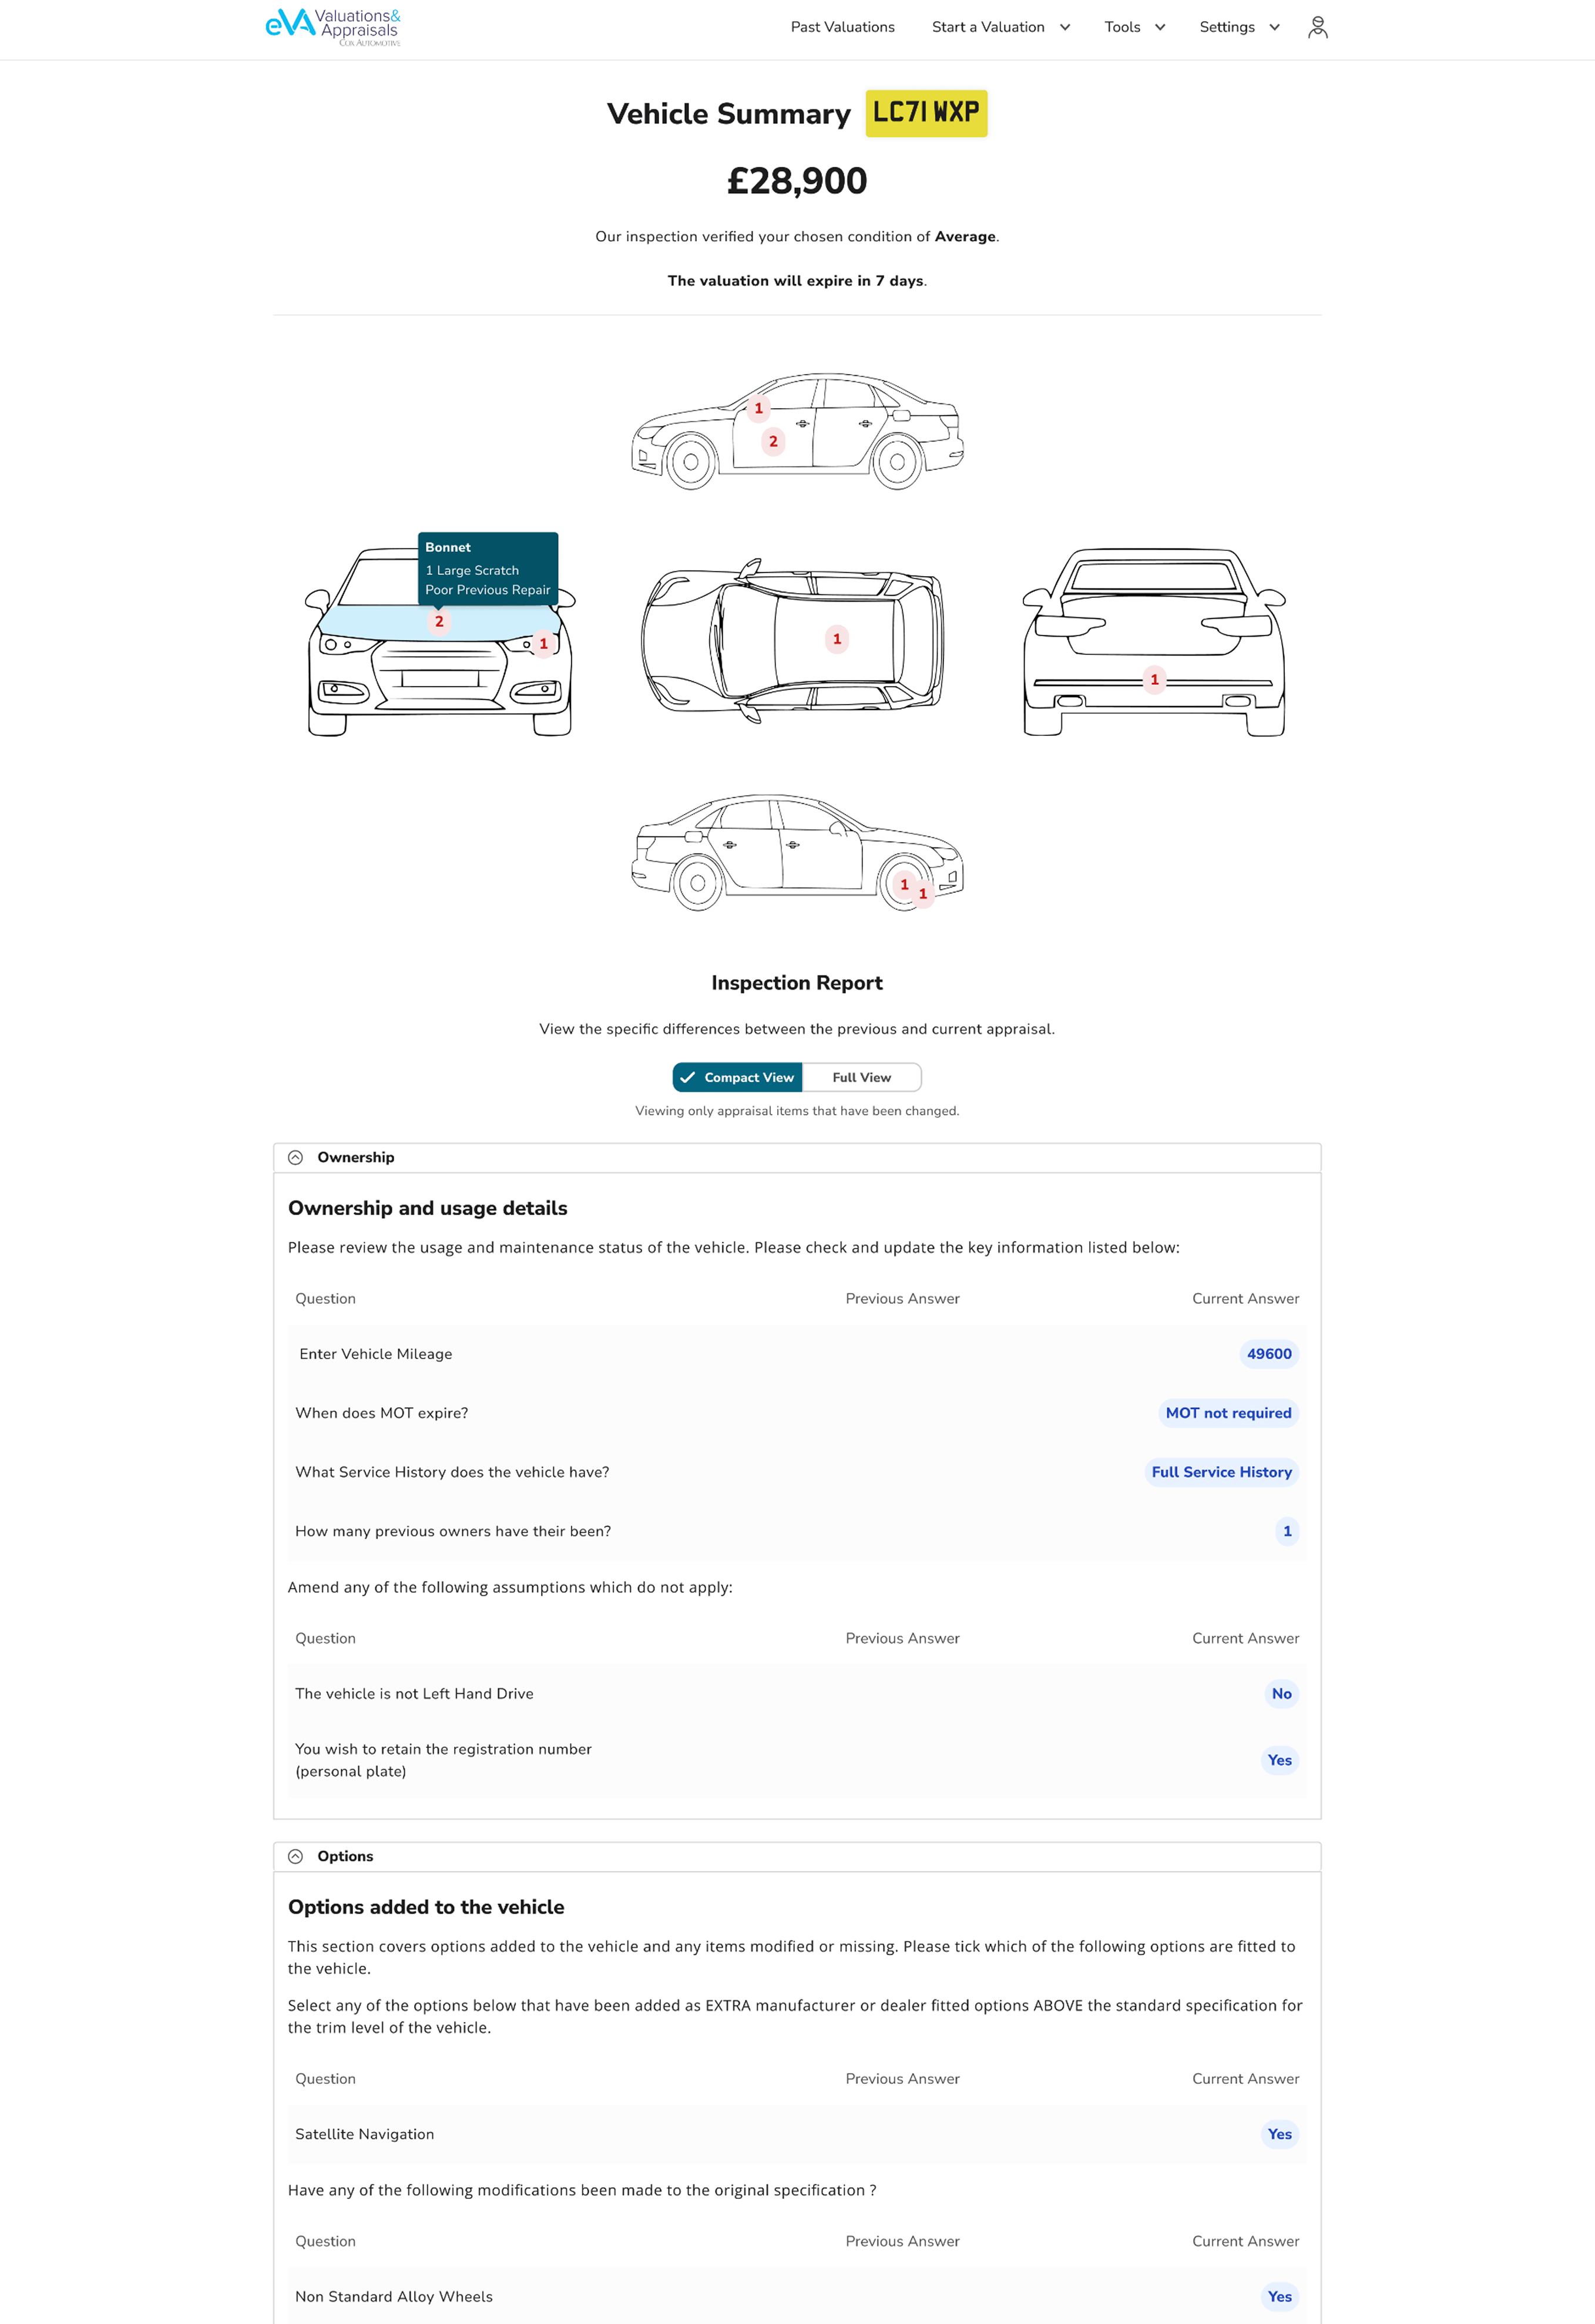 eVA Valuations&
Appraisals
COX AUTOMOTIVE
Past Valuations
Start a Valuation
Tools
Settings
Vehicle Summary LC71 WXP
£28,900
Our inspection verified your chosen condition of Average.
The valuation will expire in 7 days.
1
2
Bonnet
1 Large Scratch
Poor Previous Repair
2
1
1
1
1
1
Inspection Report
View the specific differences between the previous and current appraisal.
Compact View
Full View
Viewing only appraisal items that have been changed.
Ownership
Ownership and usage details
Please review the usage and maintenance status of the vehicle. Please check and update the key information listed below:
Question Previous Answer Current Answer
Enter Vehicle Mileage 49600
When does MOT expire? MOT not required
What Service History does the vehicle have? Full Service History
How many previous owners have their been? 1
Amend any of the following assumptions which do not apply:
Question Previous Answer Current Answer
The vehicle is not Left Hand Drive No
You wish to retain the registration number
(personal plate) Yes
Options
Options added to the vehicle
This section covers options added to the vehicle and any items modified or missing. Please tick which of the following options are fitted to
the vehicle.
Select any of the options below that have been added as EXTRA manufacturer or dealer fitted options ABOVE the standard specification for
the trim level of the vehicle.
Question Previous Answer Current Answer
Satellite Navigation Yes
Have any of the following modifications been made to the original specification ?
Question Previous Answer Current Answer
Non Standard Alloy Wheels Yes